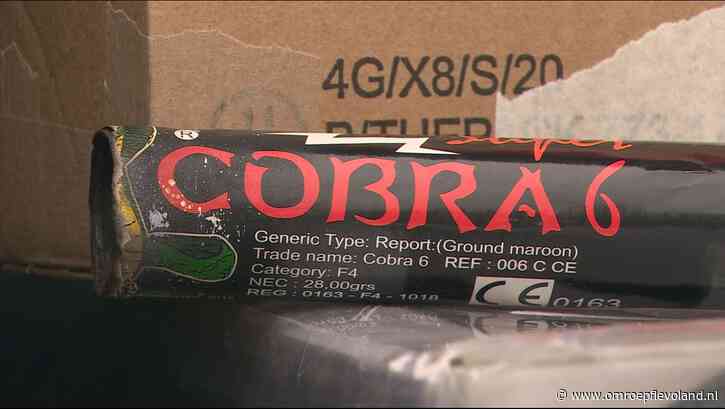 4G/X8/S/20
super
® COBRA 6
Generic Type: Report:(Ground maroon)
Trade name: Cobra 6 REF : 006 C CE
Category: F4
NEC : 28,00grs
REG : 0163 - F4 - 1018
CE 0163
www.omroepflevoland.nl